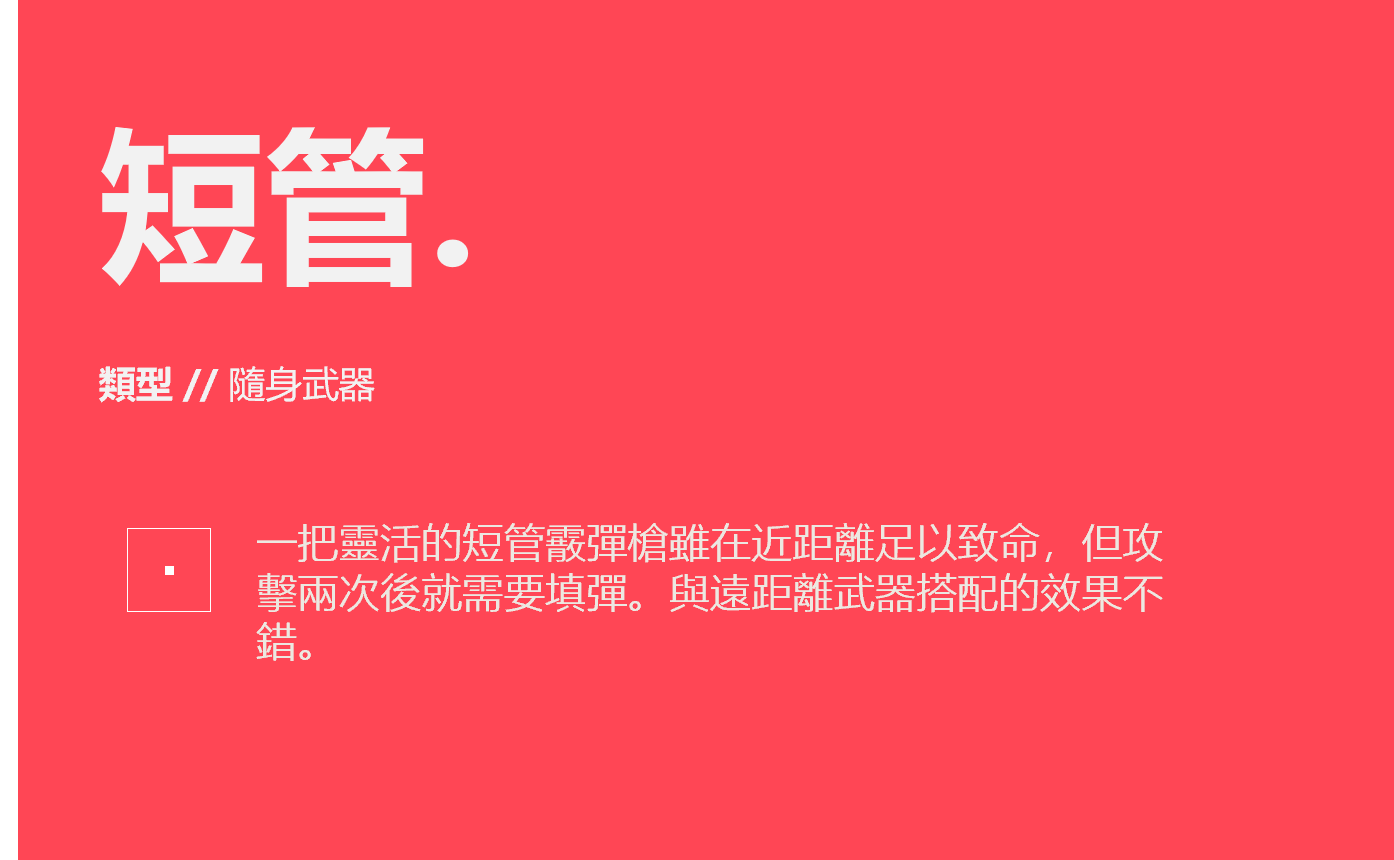 短管.
類型 // 隨身武器
一把靈活的短管霰彈槍雖在近距離足以致命，但攻
擊兩次後就需要填彈。與遠距離武器搭配的效果不
錯。